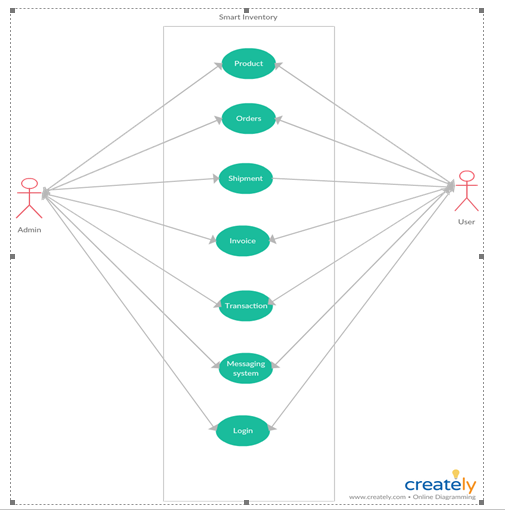 Smart Inventory
Product
Orders
Shipment
Admin
User
Invoice
Transaction
Messaging
system
Login
creately
www.creately.com • Online Diagramming